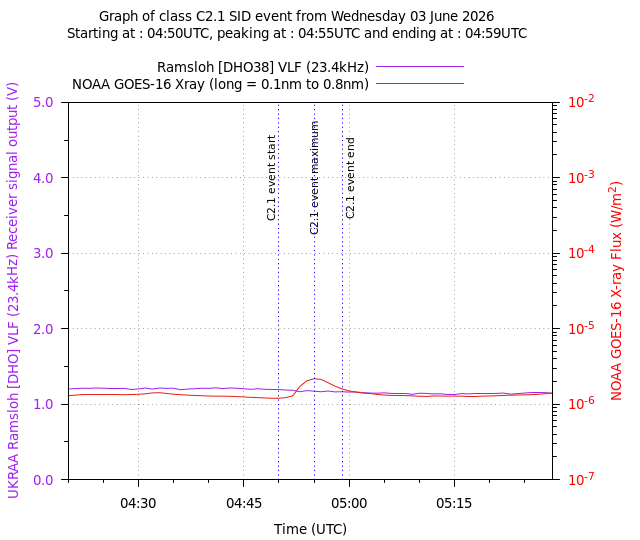 Graph of class C2.1 SID event from Wednesday 03 June 2026
Starting at : 04:50UTC, peaking at : 04:55UTC and ending at : 04:59UTC
Ramsloh [DHO38] VLF (23.4kHz)
NOAA GOES-16 Xray (long = 0.1nm to 0.8nm)
UKRAA Ramsloh [DHO] VLF (23.4kHz) Receiver signal output (V)
5.0
4.0
3.0
2.0
1.0
0.0
C2.1 event start
C2.1 event maximum
C2.1 event end
10^-2
10^-3
10^-4
10^-5
10^-6
10^-7
NOAA GOES-16 X-ray Flux (W/m²)
04:30 04:45 05:00 05:15
Time (UTC)